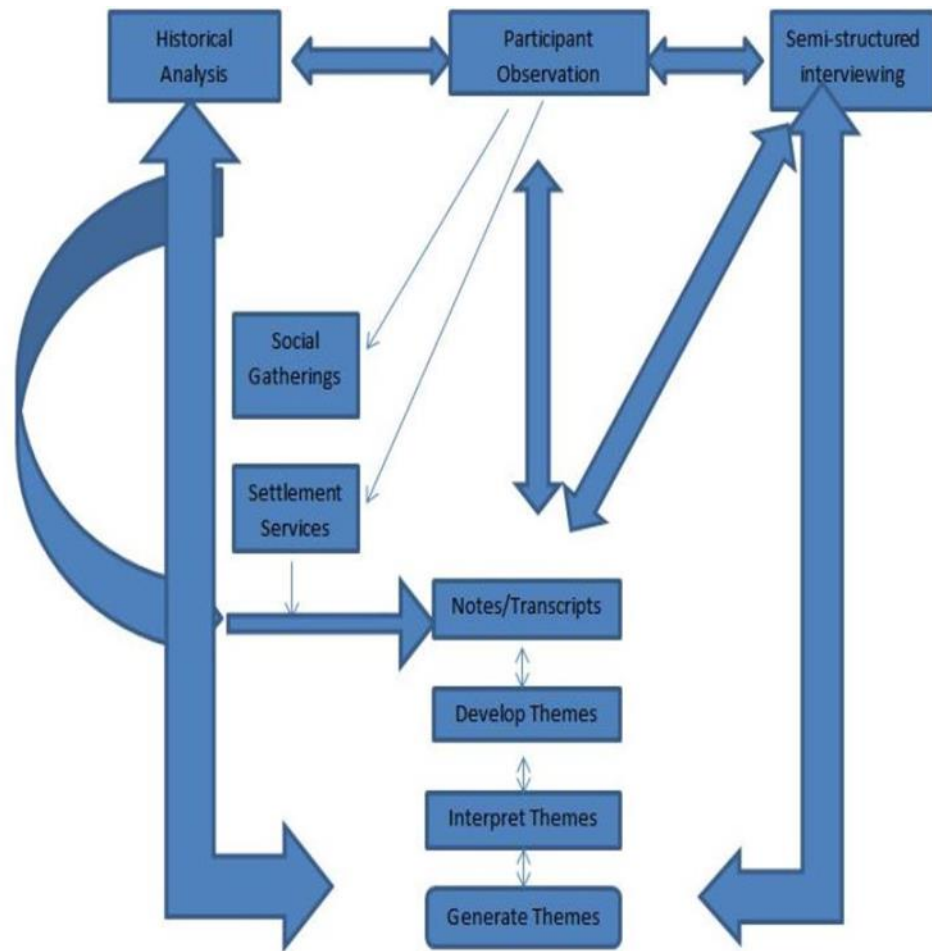 Historical
Analysis
Participant
Observation
Semi-structured
interviewing
Social
Gatherings
Settlement
Services
Notes/Transcripts
Develop Themes
Interpret Themes
Generate Themes